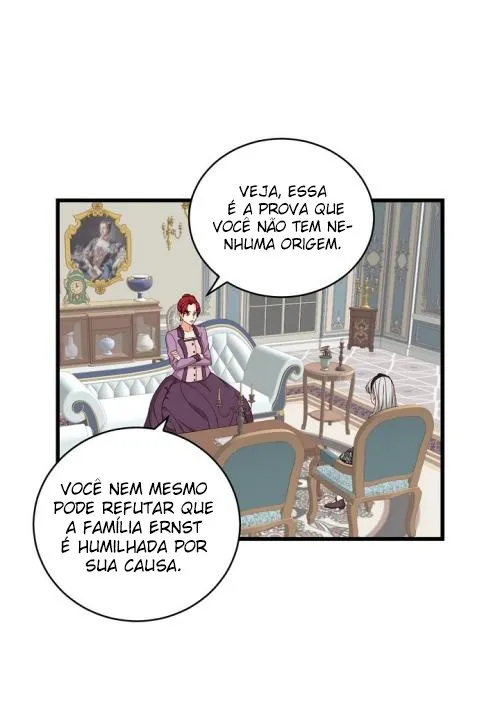 VEJA, ESSA
É A PROVA QUE
VOCÊ NÃO TEM NE-
NHUMA ORIGEM.
VOCÊ NEM MESMO
PODE REFUTAR QUE
A FAMÍLIA ERNST
É HUMILHADA POR
SUA CAUSA.